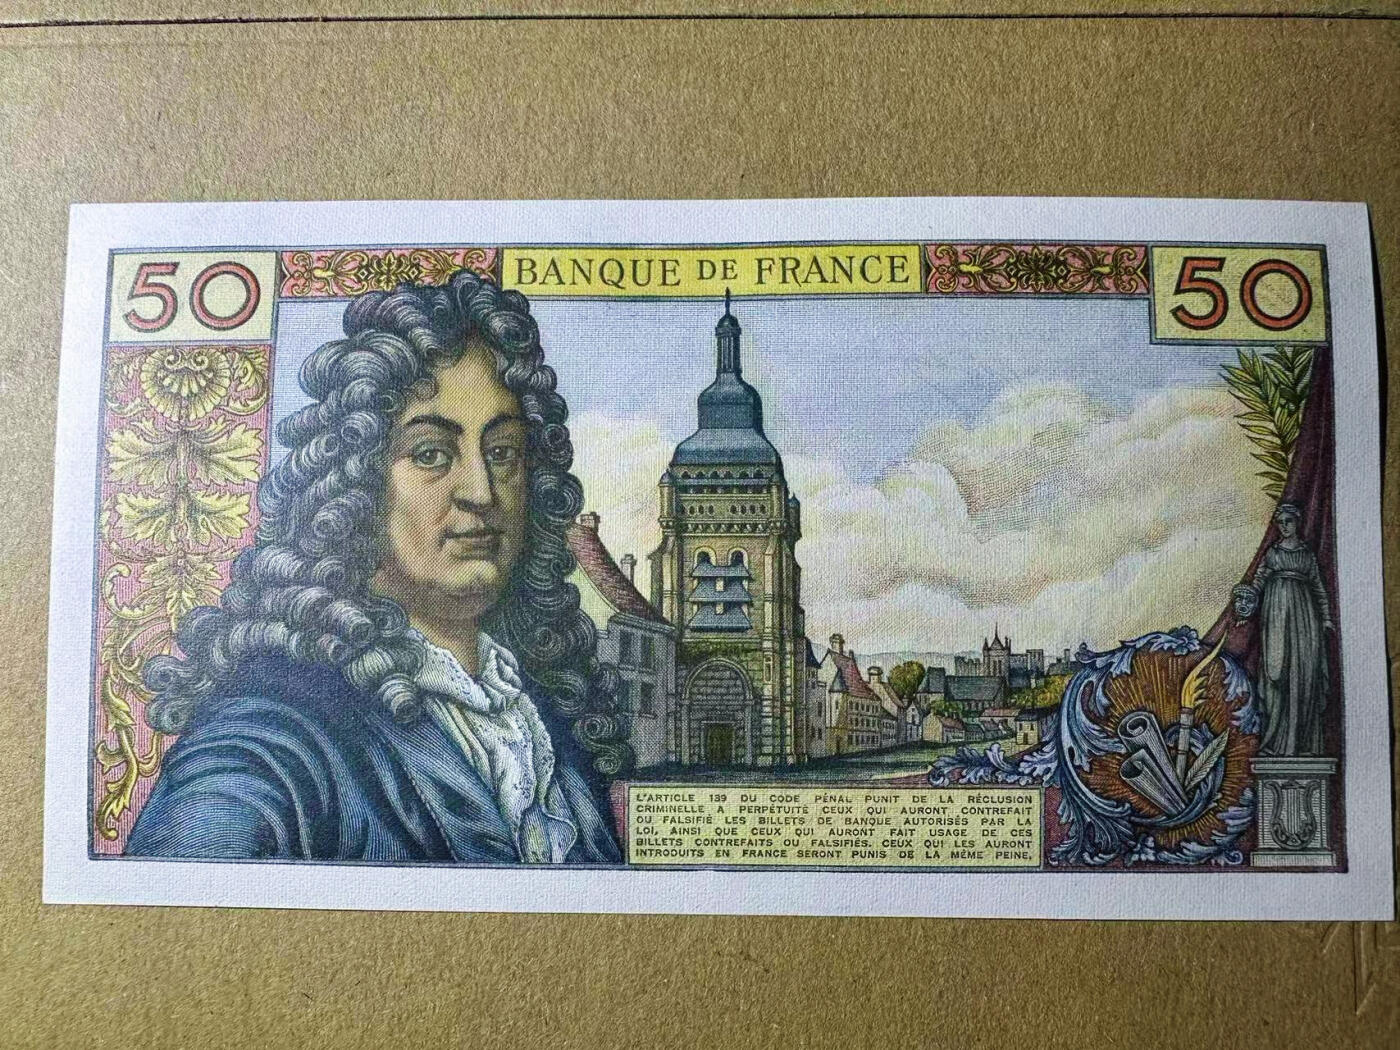 50
BANQUE DE FRANCE
50
L'ARTICLE 139 DU CODE PÉNAL PUNIT DE LA RÉCLUSION
CRIMINELLE A PERPÉTUITÉ CEUX QUI AURONT CONTREFAIT
OU FALSIFIÉ LES BILLETS DE BANQUE AUTORISÉS PAR LA
LOI, AINSI QUE CEUX QUI AURONT FAIT USAGE DE CES
BILLETS CONTREFAITS OU FALSIFIÉS. CEUX QUI LES AURONT
INTRODUITS EN FRANCE SERONT PUNIS DE LA MÊME PEINE.